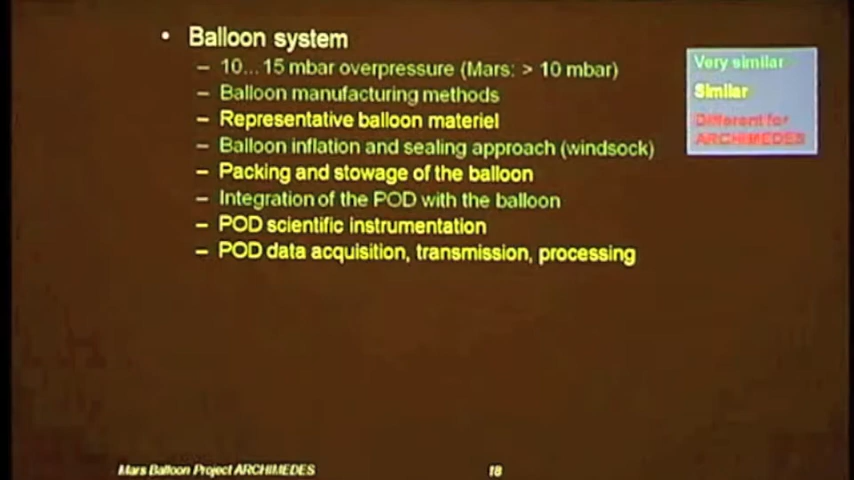 • Balloon system
– 10... 15 mbar overpressure (Mars: > 10 mbar)
– Balloon manufacturing methods
– Representative balloon materiel
– Balloon inflation and sealing approach (windsock)
– Packing and stowage of the balloon
– Integration of the POD with the balloon
– POD scientific instrumentation
– POD data acquisition, transmission, processing
Very similar
Similar
Different for
ARCHIMEDES
Mars Balloon Project ARCHIMEDES
18